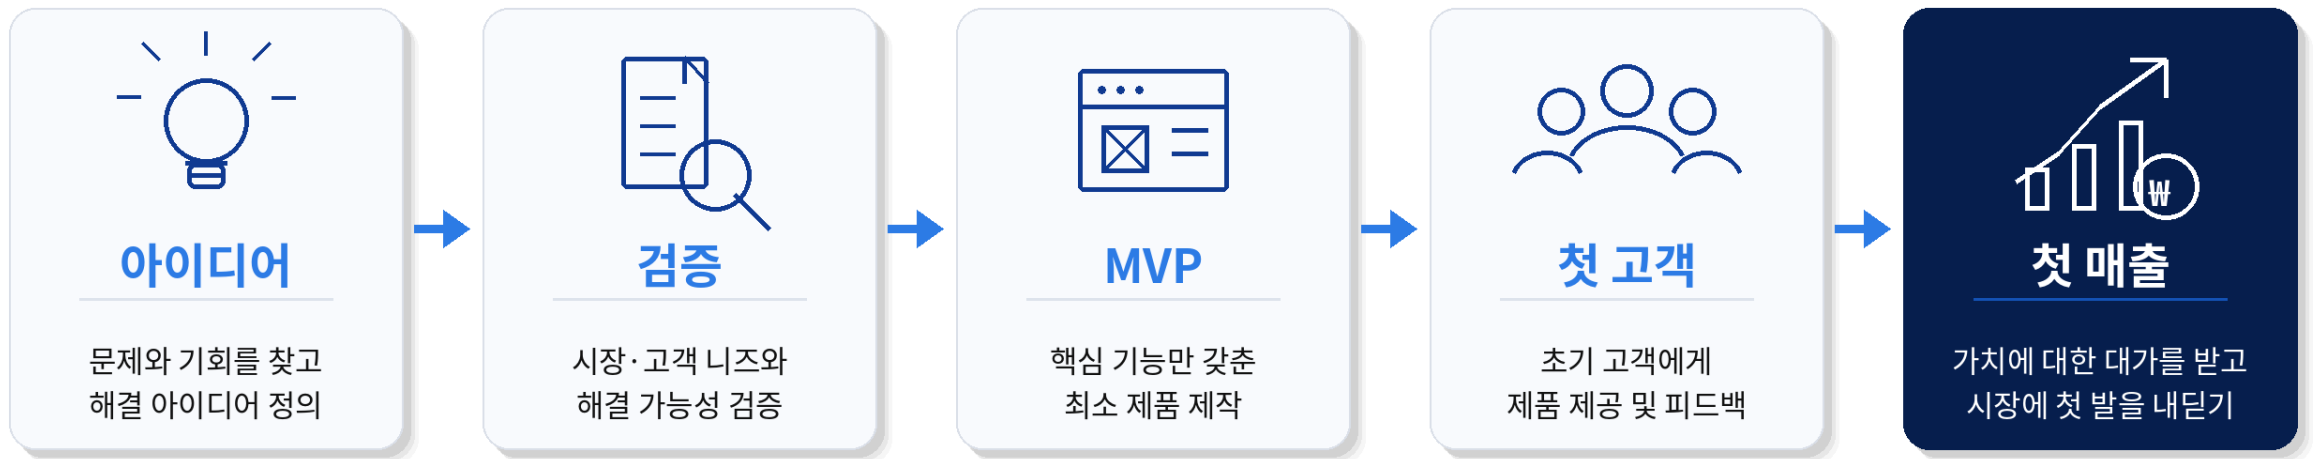 아이디어
문제와 기회를 찾고
해결 아이디어 정의
검증
시장·고객 니즈와
해결 가능성 검증
MVP
핵심 기능만 갖춘
최소 제품 제작
첫 고객
초기 고객에게
제품 제공 및 피드백
₩
첫 매출
가치에 대한 대가를 받고
시장에 첫 발을 내딛기